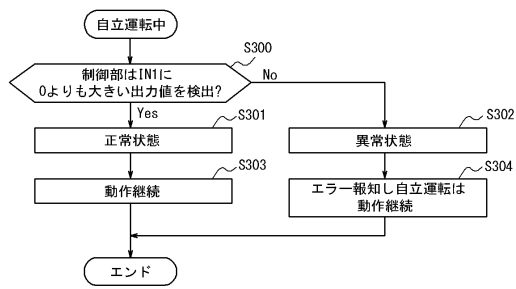 自立運転中
S300
制御部はIN1に
0よりも大きい出力値を検出?
No
Yes
S301
正常状態
S302
異常状態
S303
動作継続
S304
エラー報知し自立運転は
動作継続
エンド